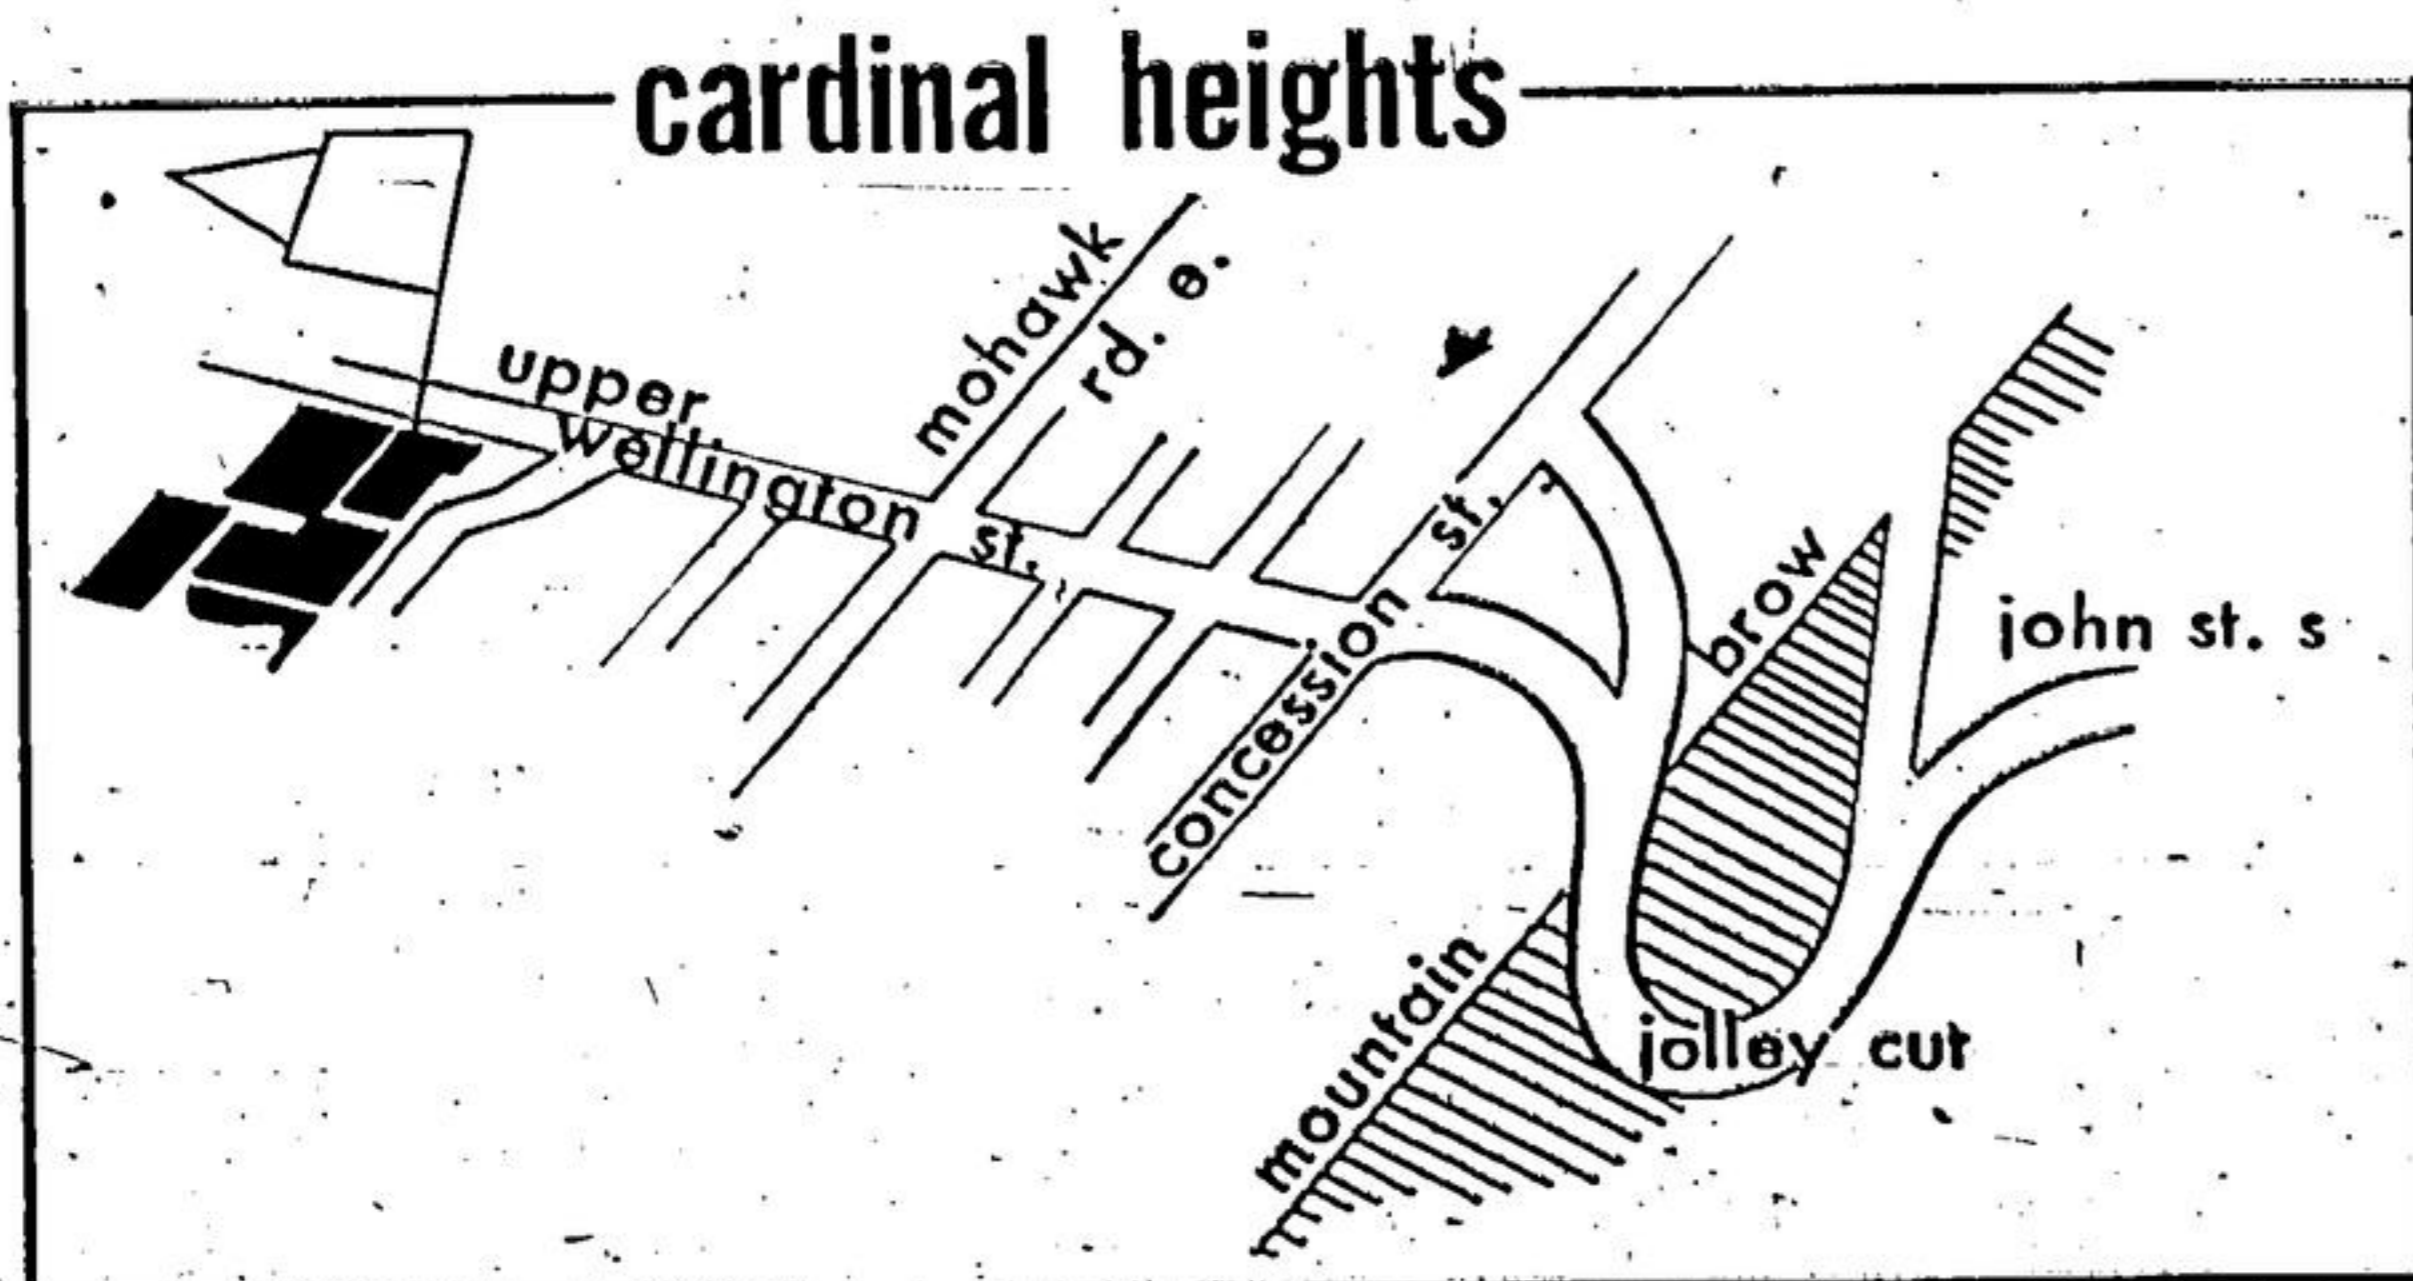 cardinal heights
mohawk
rd. e.
upper
wellington st.
concession st.
brow
john st. s
mountain
jolley cut